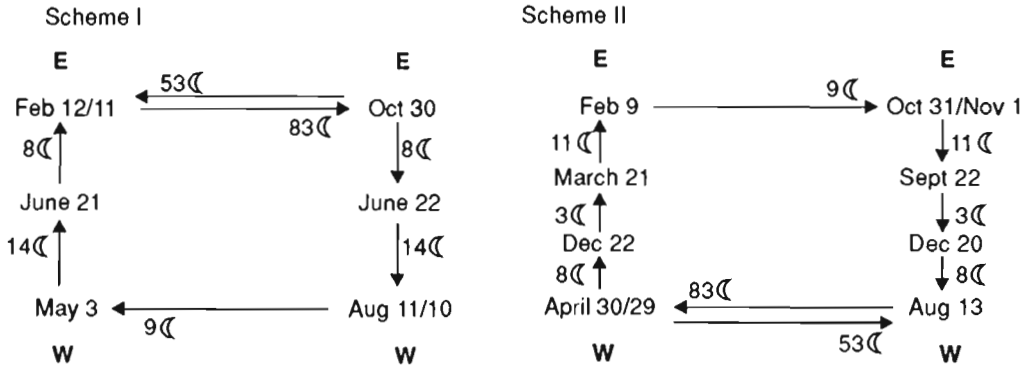 Scheme I
E E
53☾
Feb 12/11 Oct 30
83☾
8☾ 8☾
June 21 June 22
14☾ 14☾
May 3 Aug 11/10
9☾
W W
Scheme II
E E
9☾
Feb 9 Oct 31/Nov 1
11☾ 11☾
March 21 Sept 22
3☾ 3☾
Dec 22 Dec 20
8☾ 8☾
83☾
April 30/29 Aug 13
53☾
W W